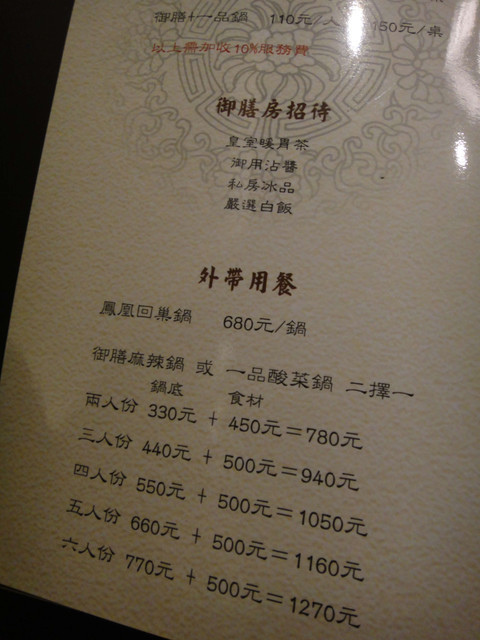 御膳+一品鍋 110元/人 150元/桌
以上需加收10%服務費
御膳房招待
皇室暖胃茶
御用沾醬
私房冰品
嚴選白飯
外帶用餐
鳳凰回巢鍋 680元/鍋
御膳麻辣鍋 或 一品酸菜鍋 二擇一
鍋底 食材
兩人份 330元 + 450元=780元
三人份 440元 + 500元=940元
四人份 550元 + 500元=1050元
五人份 660元 + 500元=1160元
六人份 770元 + 500元=1270元